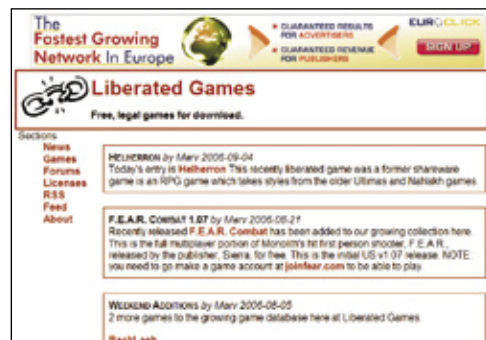 The
Fastest Growing
Network In Europe
GUARANTEED RESULTS
FOR ADVERTISERS
GUARANTEED REVENUE
FOR PUBLISHERS
EUROCLICK
SIGN UP
Liberated Games
Free, legal games for download.
Sections
News
Games
Forums
Licenses
RSS
Feed
About
HELHERRON by Marv 2006-09-04
Today's entry is Helherron This recently liberated game was a former shareware
game is an RPG game which takes styles from the older Ultimas and Nahlakh games.
F.E.A.R. COMBAT 1.07 by Marv 2006-08-21
Recently released F.E.A.R. Combat has been added to our growing collection here.
This is the full multiplayer portion of Monolith's hit first person shooter, F.E.A.R.,
released by the publisher, Sierra, for free. This is the initial US v1.07 release. NOTE:
you need to go make a game account at joinfear.com to be able to play.
WEEKEND ADDITIONS by Marv 2006-08-05
2 more games to the growing game database here at Liberated Games
BackLash